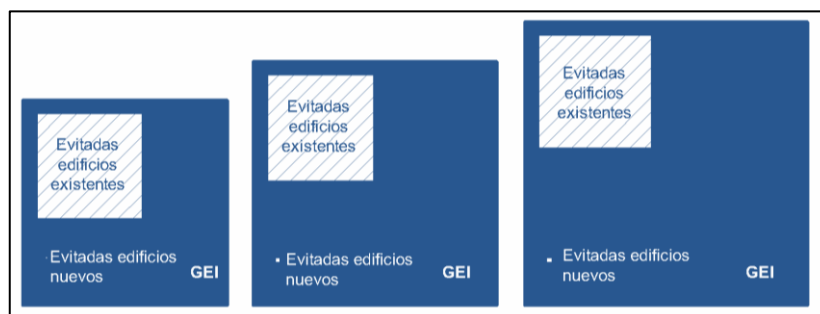 Evitadas
edificios
existentes
Evitadas edificios
nuevos
GEI
Evitadas
edificios
existentes
• Evitadas edificios
nuevos
GEI
Evitadas
edificios
existentes
Evitadas edificios
nuevos
GEI